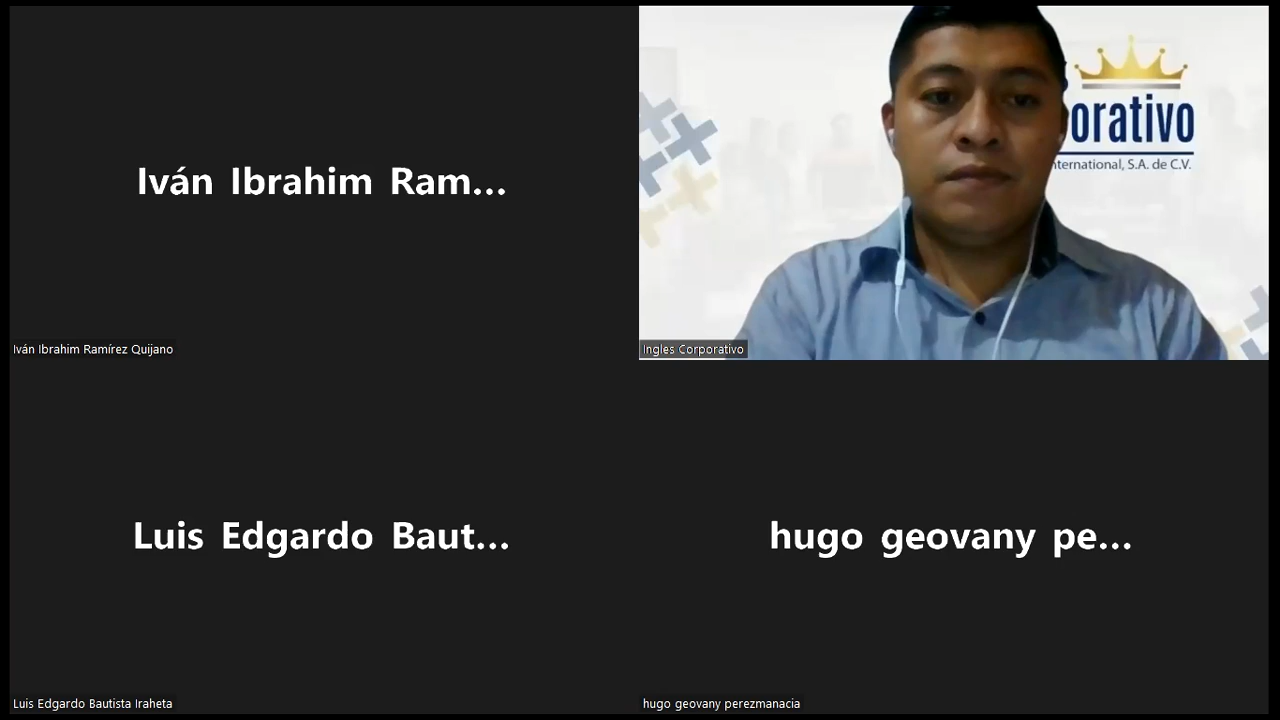 Iván Ibrahim Ram...
Iván Ibrahim Ramírez Quijano
orativo
nternational, S.A. de C.V.
Ingles Corporativo
Luis Edgardo Baut...
Luis Edgardo Bautista Iraheta
hugo geovany pe...
hugo geovany perezmanacia